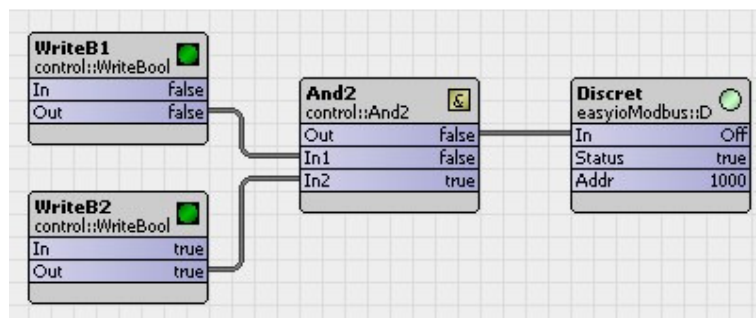 WriteB1
control::WriteBool
In false
Out false
WriteB2
control::WriteBool
In true
Out true
And2
control::And2
&
Out false
In1 false
In2 true
Discret
easyioModbus::D
In Off
Status true
Addr 1000